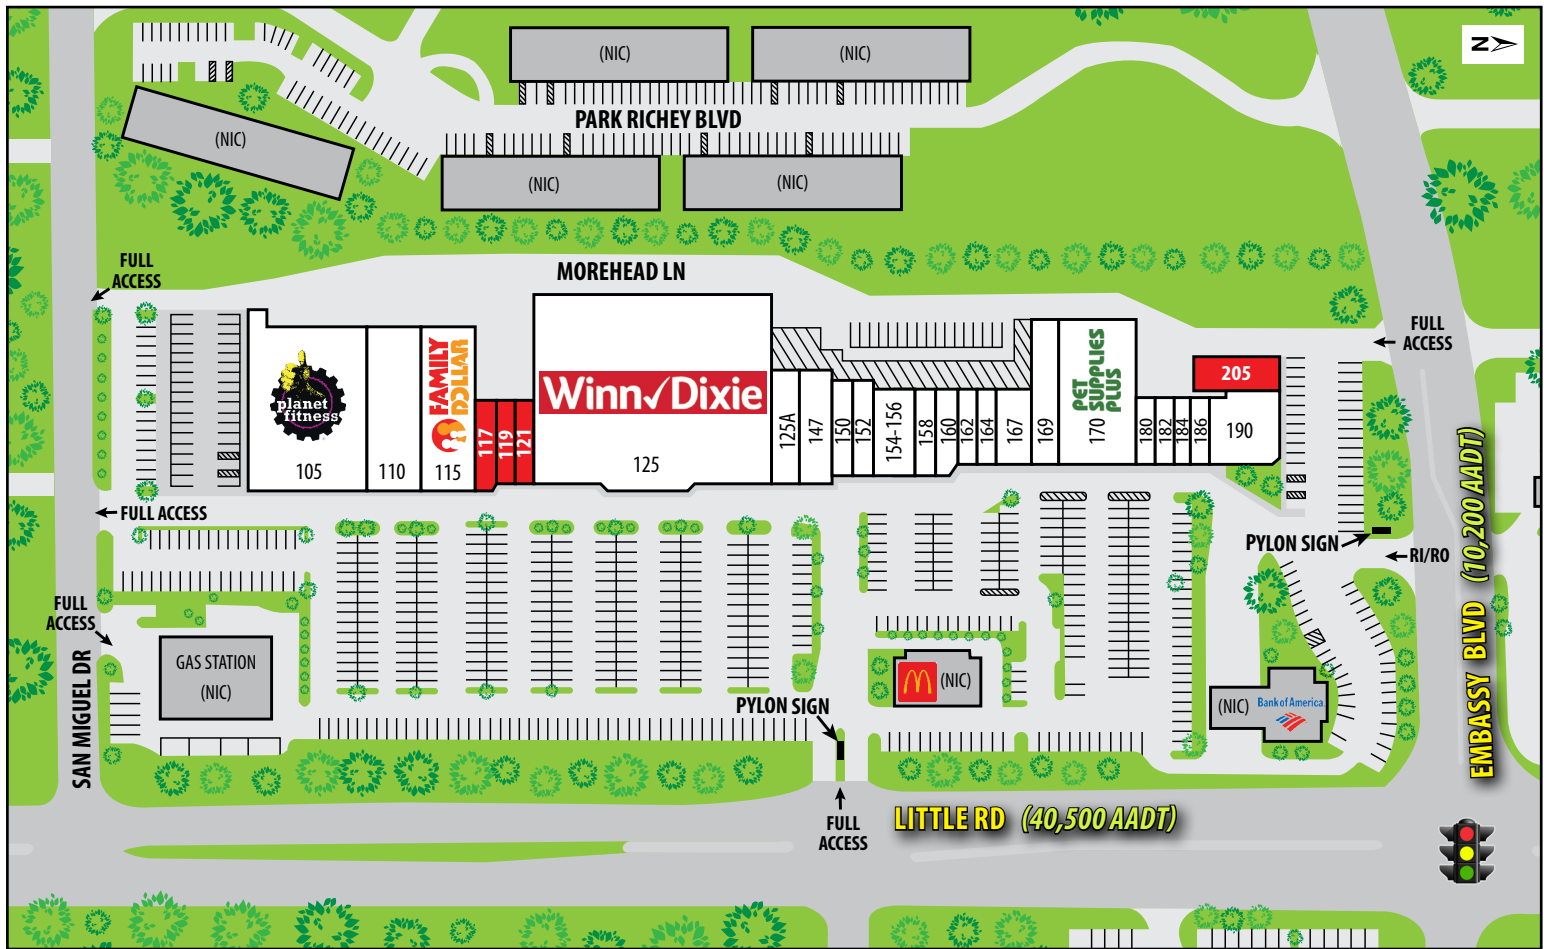 (NIC)
(NIC)
N
PARK RICHEY BLVD
(NIC)
(NIC)
(NIC)
FULL
ACCESS
MOREHEAD LN
FULL
ACCESS
planet
fitness
105
110
FAMILY
DOLLAR
115
117
119
121
Winn Dixie
125
125A
147
150
152
154-156
158
160
162
164
167
169
PET
SUPPLIES
PLUS
170
180
182
184
186
190
205
FULL ACCESS
PYLON SIGN
RI/RO
FULL
ACCESS
GAS STATION
(NIC)
SAN MIGUEL DR
PYLON SIGN
(NIC)
(NIC)
Bank of America
EMBASSY BLVD (10,200 AADT)
FULL
ACCESS
LITTLE RD (40,500 AADT)